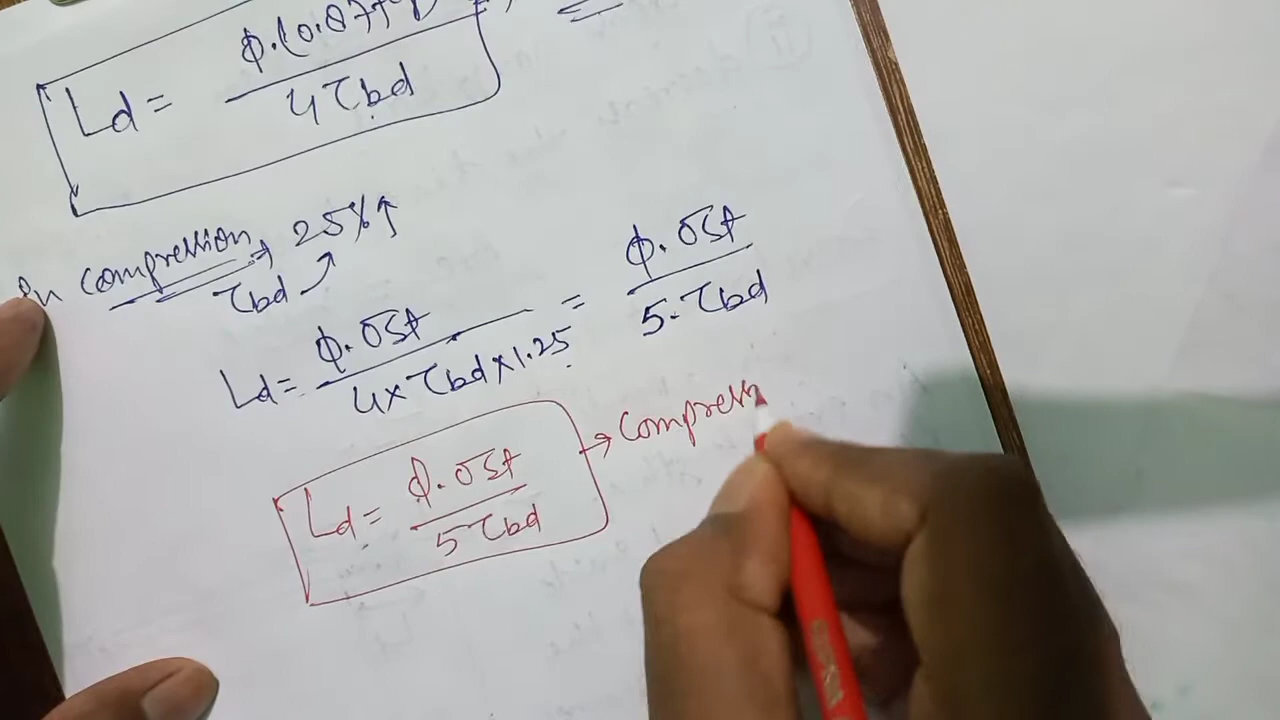 Ld = ϕ.(0.87fy) / 4τbd
In compression → 25%↑
τbd
Ld = ϕ.σst / 4×τbd×1.25 = ϕ.σst / 5.τbd
Ld = ϕ.σst / 5τbd → Compress